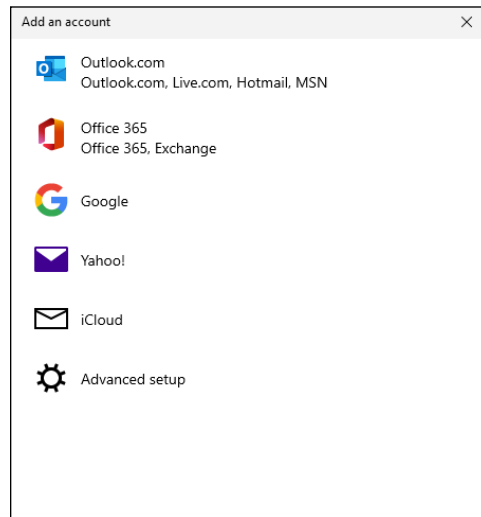 Add an account
Outlook.com
Outlook.com, Live.com, Hotmail, MSN
Office 365
Office 365, Exchange
Google
Yahoo!
iCloud
Advanced setup